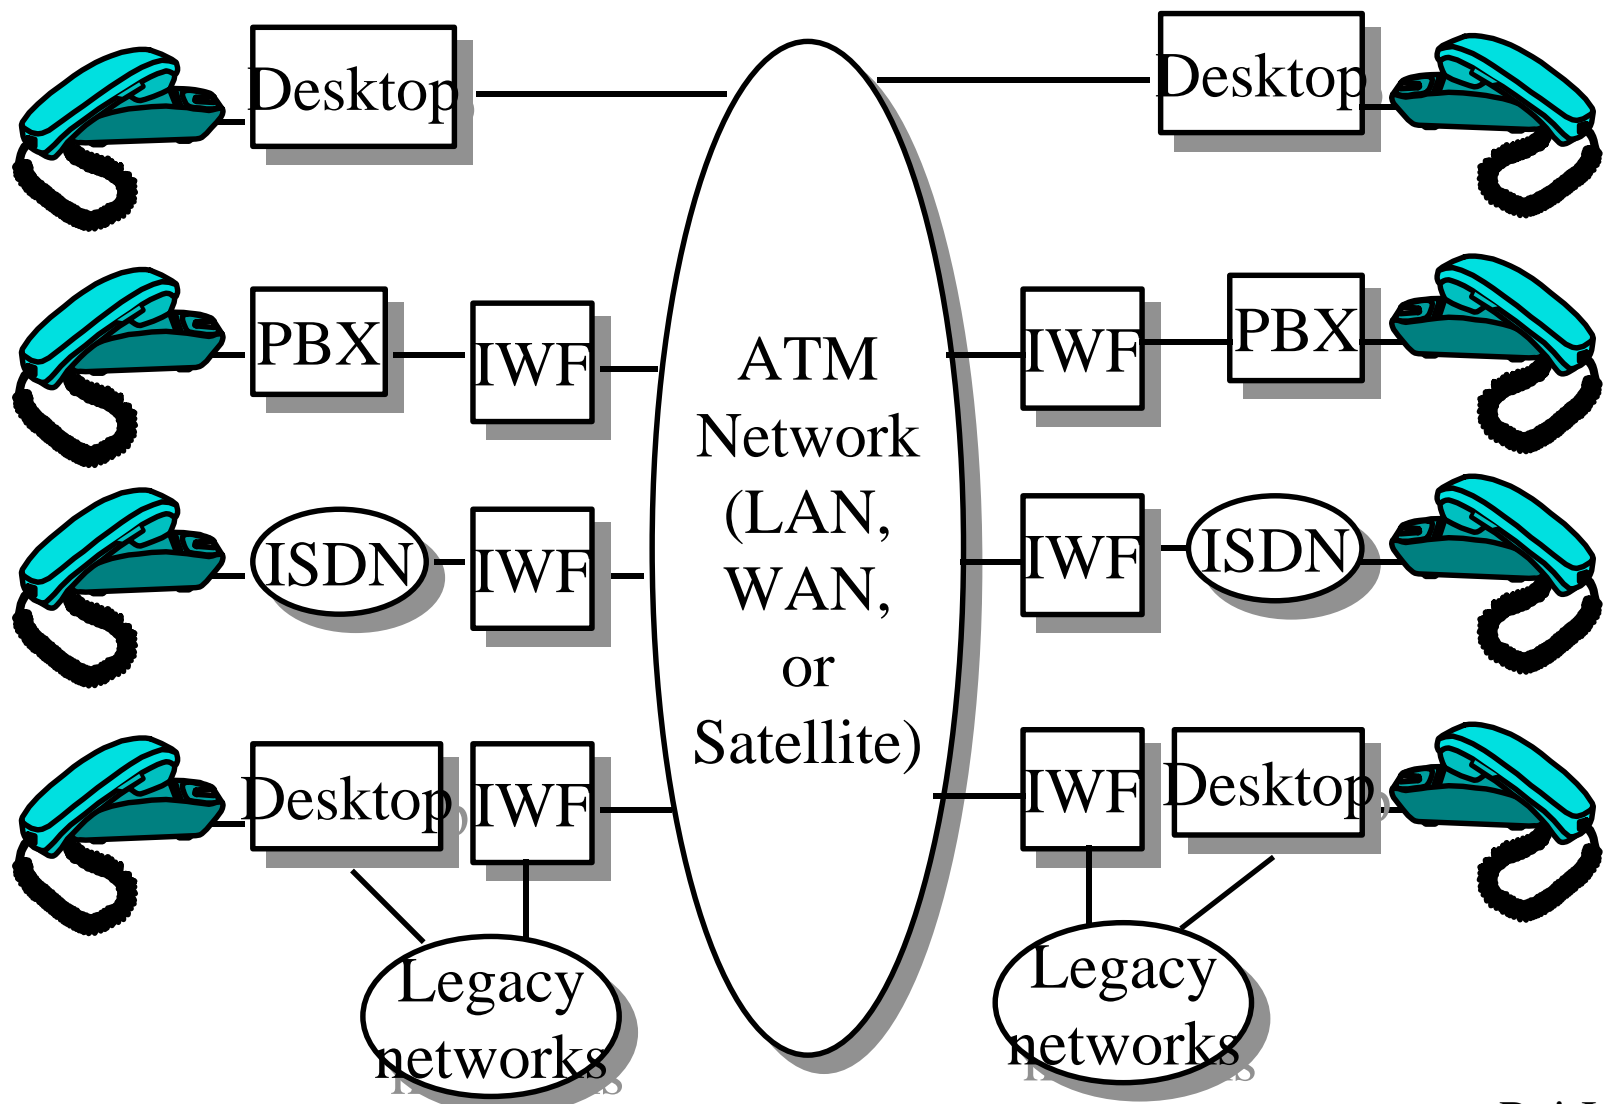 Desktop
Desktop
PBX
IWF
IWF
PBX
ATM
Network
(LAN,
WAN,
or
Satellite)
ISDN
IWF
IWF
ISDN
Desktop
IWF
IWF
Desktop
Legacy
networks
Legacy
networks